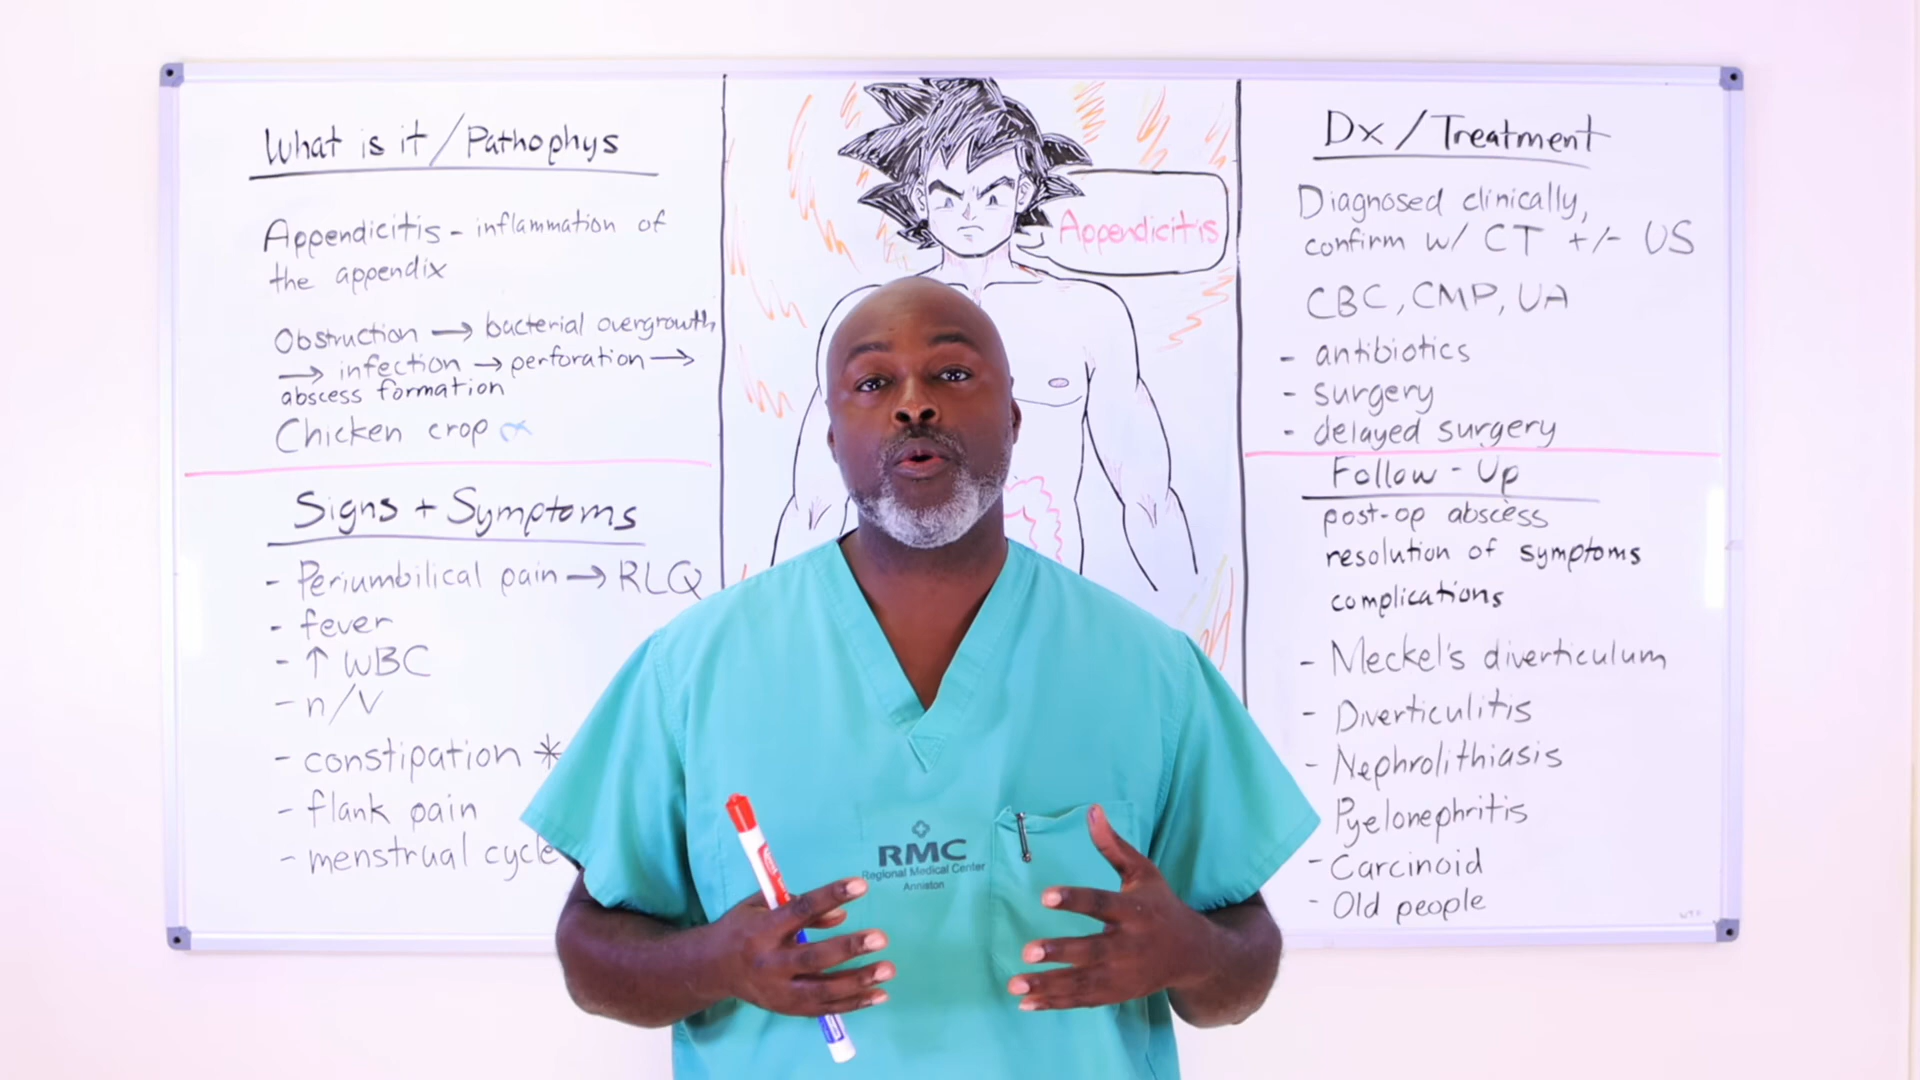 What is it / Pathophys
Appendicitis - inflammation of
the appendix
Obstruction → bacterial overgrowth
→ infection → perforation →
abscess formation
Chicken crop
Signs + Symptoms
- Periumbilical pain → RLQ
- fever
- ↑ WBC
- n/v
- constipation *
- flank pain
- menstrual cycle
Appendicitis
Dx / Treatment
Diagnosed clinically,
confirm w/ CT +/- US
CBC, CMP, UA
- antibiotics
- surgery
- delayed surgery
Follow - Up
post-op abscess
resolution of symptoms
complications
- Meckel's diverticulum
- Diverticulitis
- Nephrolithiasis
Pyelonephritis
- Carcinoid
- Old people
RMC
Regional Medical Center
Anniston